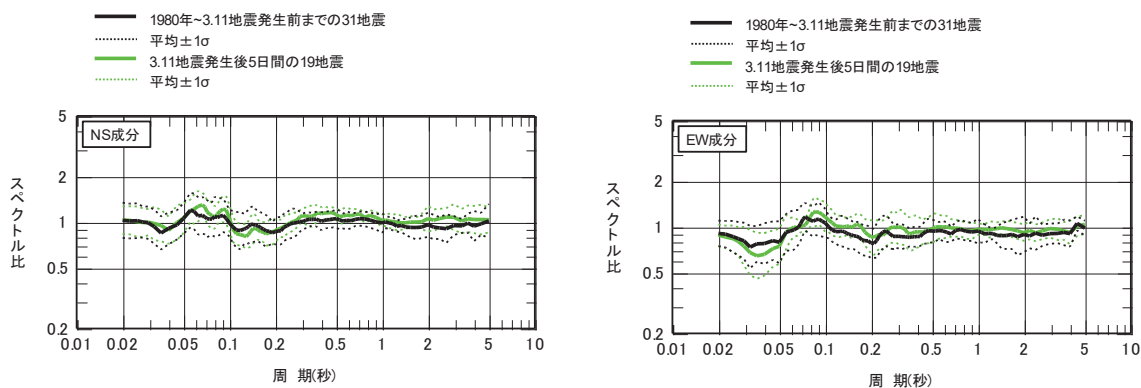 1980年~3.11地震発生前までの31地震
平均±1σ
3.11地震発生後5日間の19地震
平均±1σ
NS成分
スペクトル比
5
2
1
0.5
0.2
0.01 0.02 0.05 0.1 0.2 0.5 1 2 5 10
周 期(秒)
1980年~3.11地震発生前までの31地震
平均±1σ
3.11地震発生後5日間の19地震
平均±1σ
EW成分
スペクトル比
5
2
1
0.5
0.2
0.01 0.02 0.05 0.1 0.2 0.5 1 2 5 10
周 期(秒)